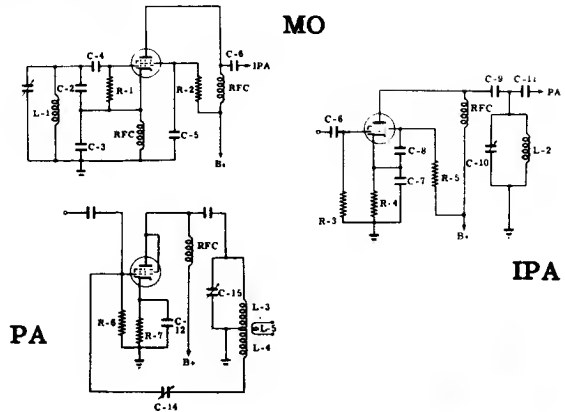 MO
C-6
IPA
C-4
C-2
R-1
R-2
RFC
L-1
RFC
C-3
C-5
B+
C-9
C-11
PA
RFC
C-6
C-8
C-10
L-2
C-7
R-5
R-3
R-4
B+
IPA
RFC
C-15
L-3
L-5
R-6
R-7
C-12
L-4
B+
PA
C-14